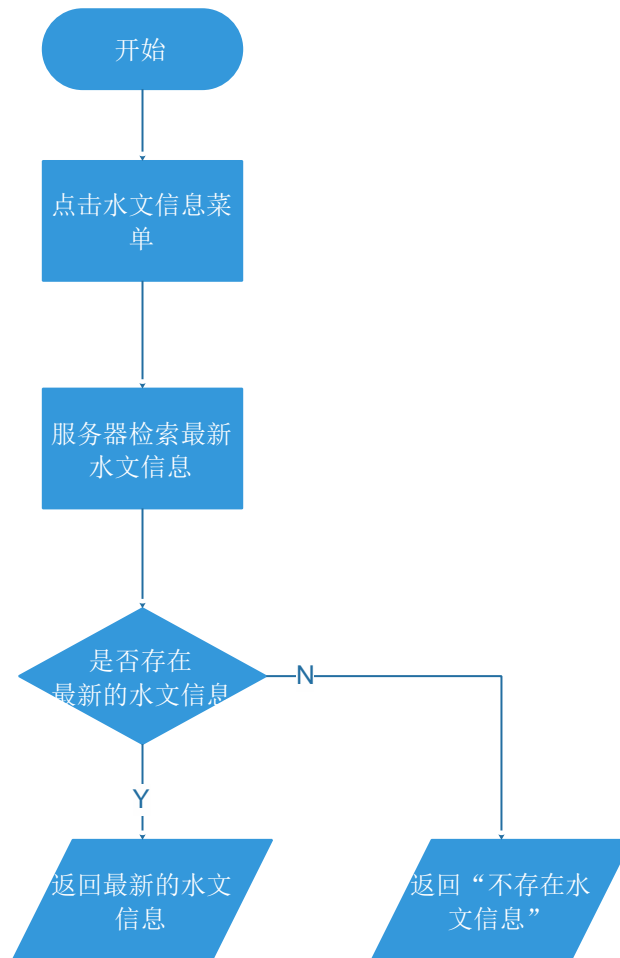 开始
点击水文信息菜
单
服务器检索最新
水文信息
是否存在
最新的水文信息
N
Y
返回最新的水文
信息
返回“不存在水
文信息”